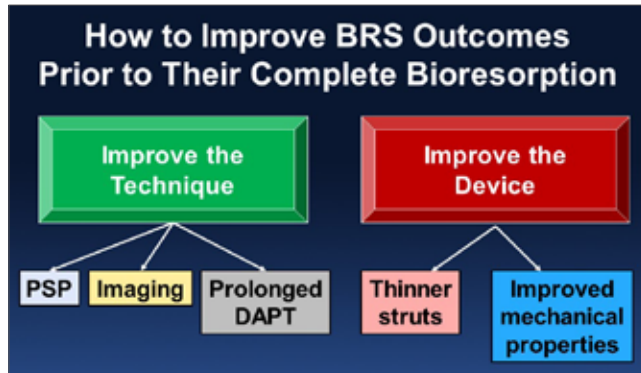 How to Improve BRS Outcomes
Prior to Their Complete Bioresorption
Improve the
Technique
Improve the
Device
PSP
Imaging
Prolonged
DAPT
Thinner
struts
Improved
mechanical
properties